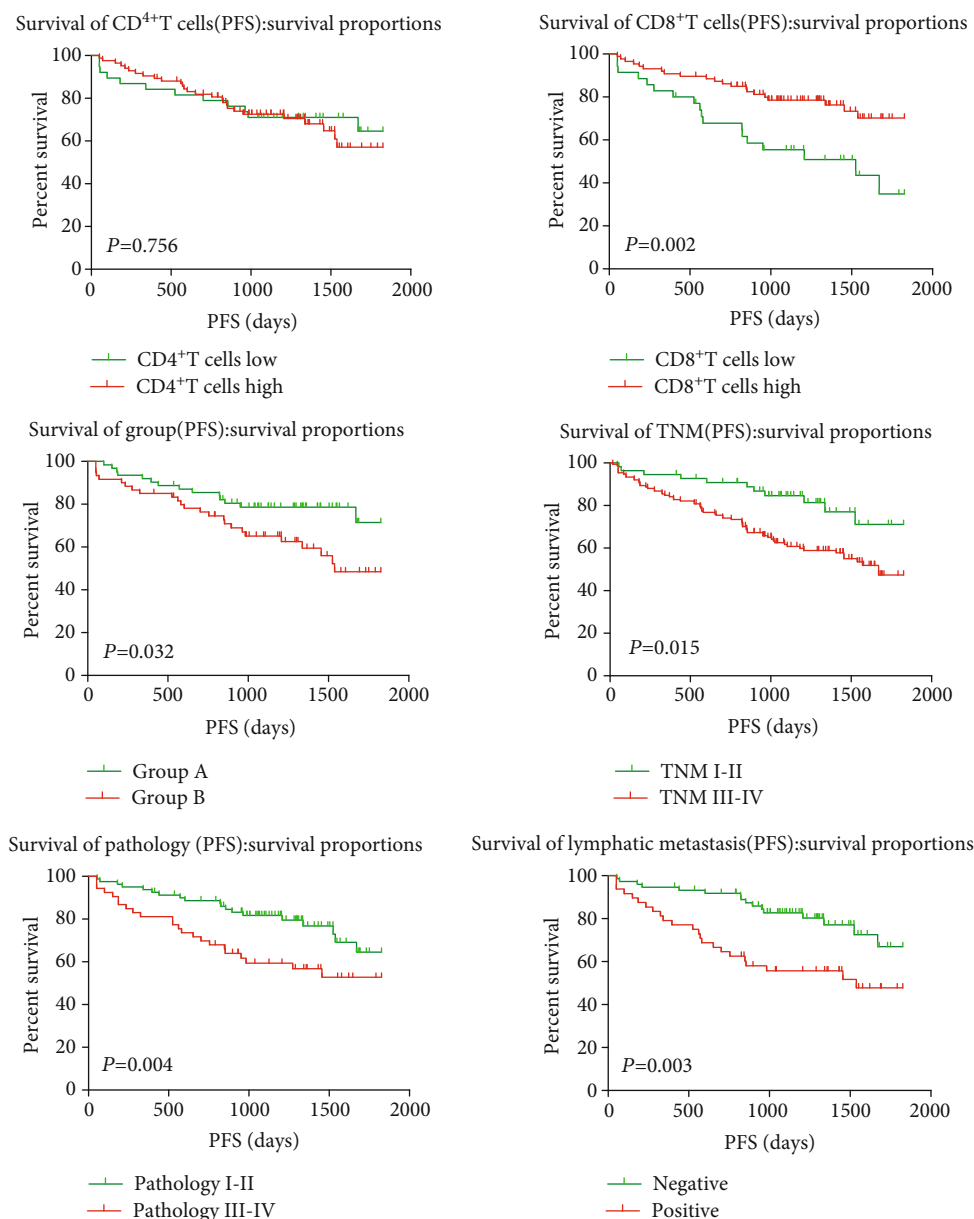 Survival of CD⁴⁺T cells(PFS):survival proportions
100
80
60
40
20
0
Percent survival
P=0.756
0 500 1000 1500 2000
PFS (days)
CD4⁺T cells low
CD4⁺T cells high
Survival of CD8⁺T cells(PFS):survival proportions
100
80
60
40
20
0
Percent survival
P=0.002
0 500 1000 1500 2000
PFS (days)
CD8⁺T cells low
CD8⁺T cells high
Survival of group(PFS):survival proportions
100
80
60
40
20
0
Percent survival
P=0.032
0 500 1000 1500 2000
PFS (days)
Group A
Group B
Survival of TNM(PFS):survival proportions
100
80
60
40
20
0
Percent survival
P=0.015
0 500 1000 1500 2000
PFS (days)
TNM I-II
TNM III-IV
Survival of pathology (PFS):survival proportions
100
80
60
40
20
0
Percent survival
P=0.004
0 500 1000 1500 2000
PFS (days)
Pathology I-II
Pathology III-IV
Survival of lymphatic metastasis(PFS):survival proportions
100
80
60
40
20
0
Percent survival
P=0.003
0 500 1000 1500 2000
PFS (days)
Negative
Positive